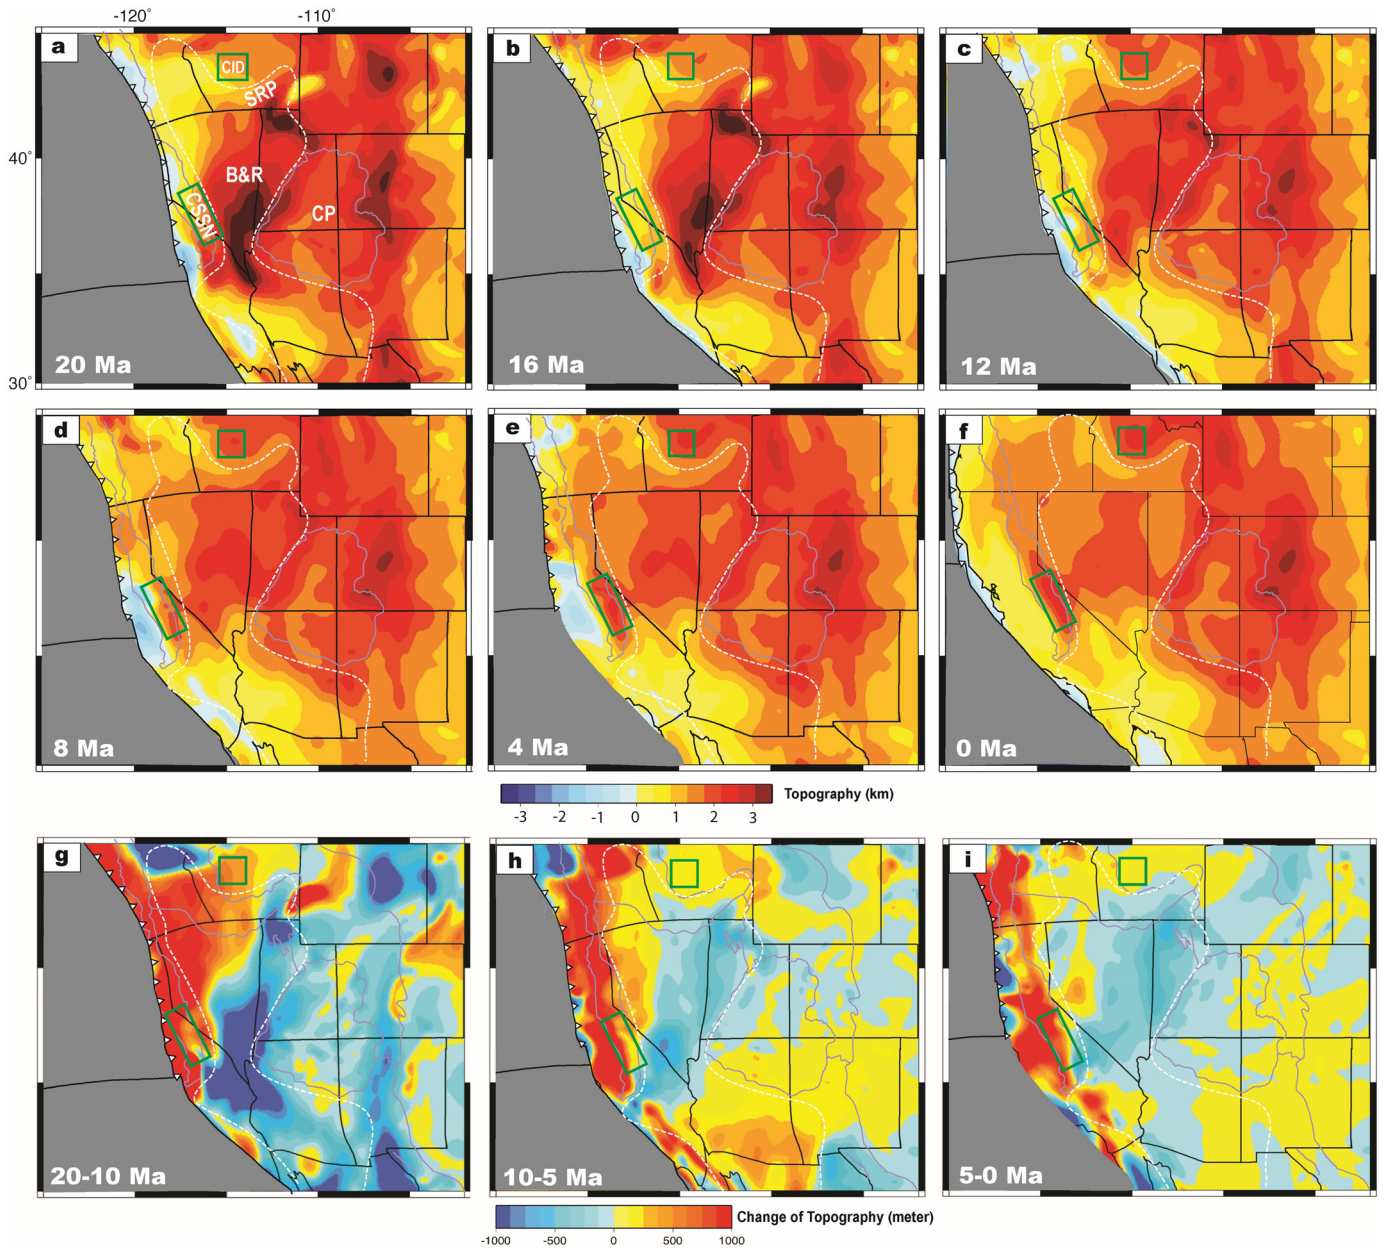 -120° -110°
a b c
CID
SRP
40°
B&R
CSSN
CP
20 Ma 16 Ma 12 Ma
30°
d e f
8 Ma 4 Ma 0 Ma
Topography (km)
-3 -2 -1 0 1 2 3
g h i
20-10 Ma 10-5 Ma 5-0 Ma
Change of Topography (meter)
-1000 -500 0 500 1000